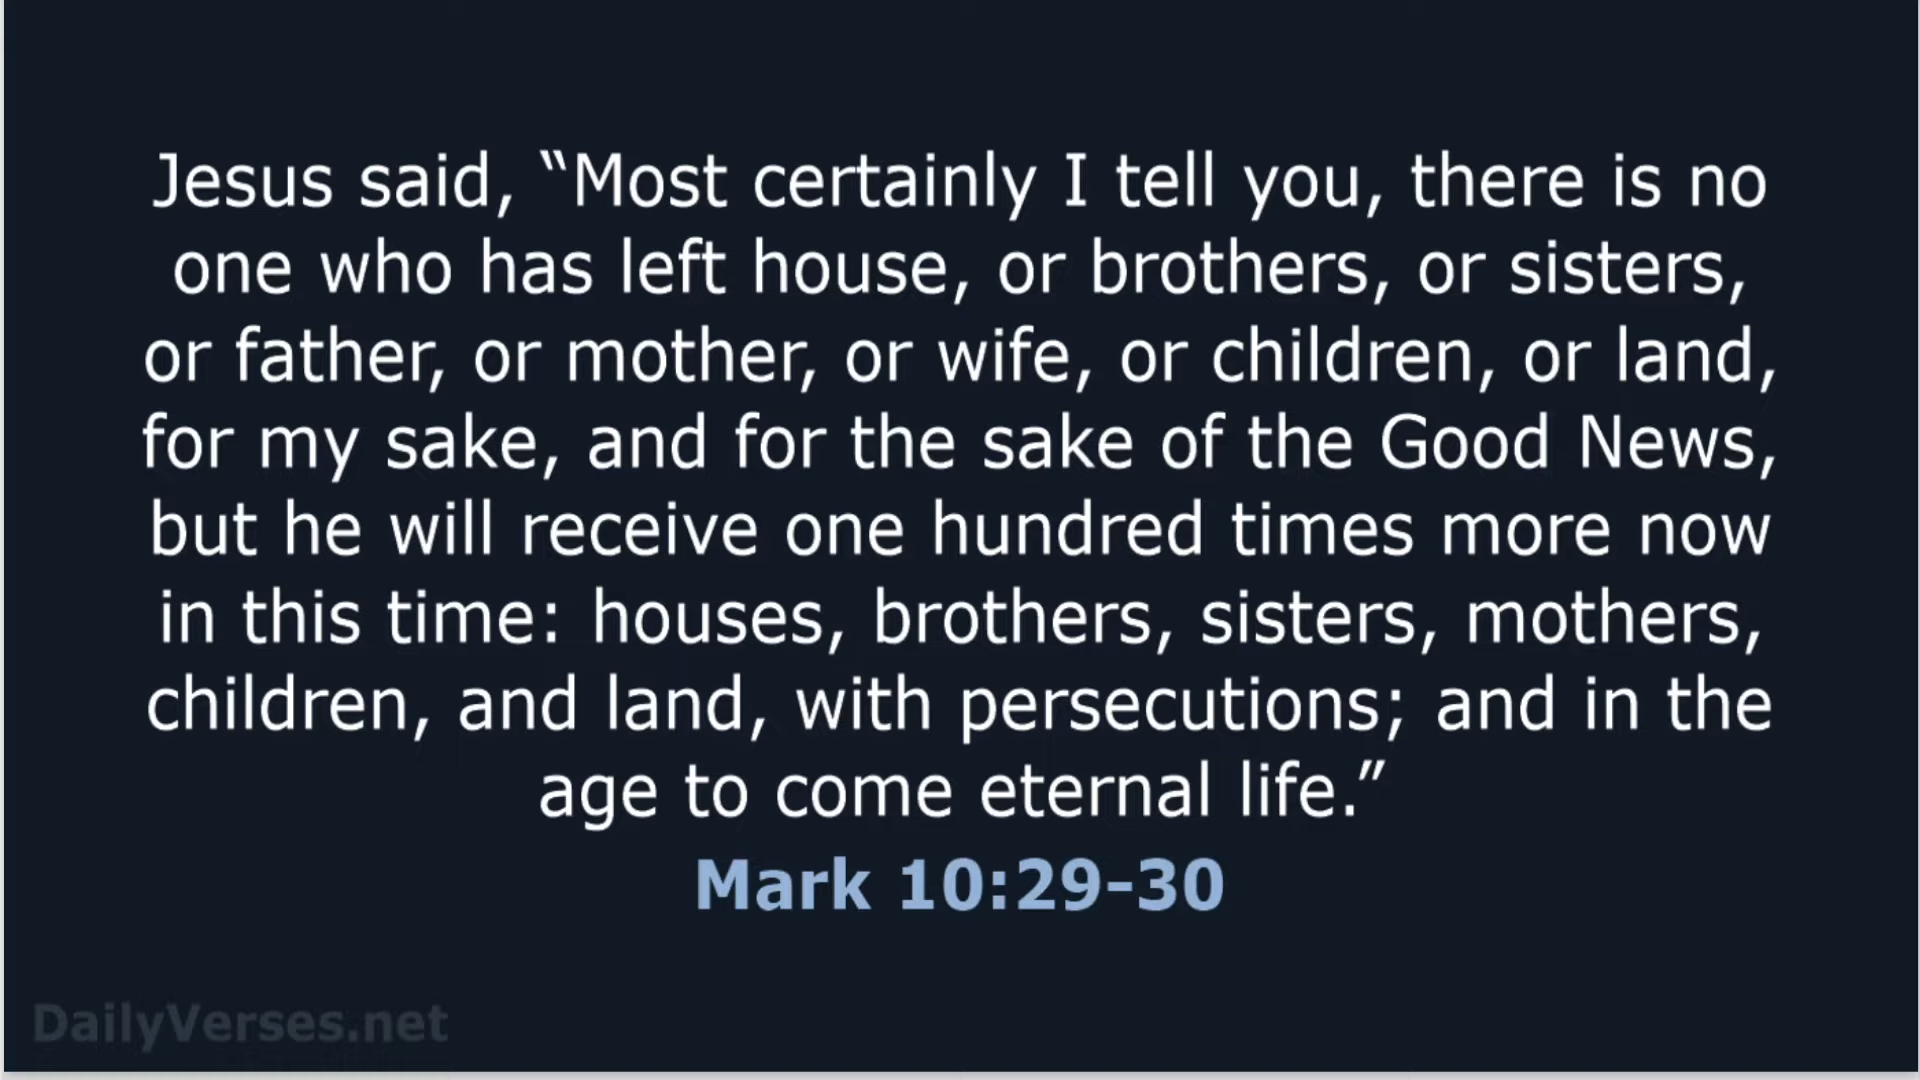 Jesus said, “Most certainly I tell you, there is no
one who has left house, or brothers, or sisters,
or father, or mother, or wife, or children, or land,
for my sake, and for the sake of the Good News,
but he will receive one hundred times more now
in this time: houses, brothers, sisters, mothers,
children, and land, with persecutions; and in the
age to come eternal life.”
Mark 10:29-30
DailyVerses.net